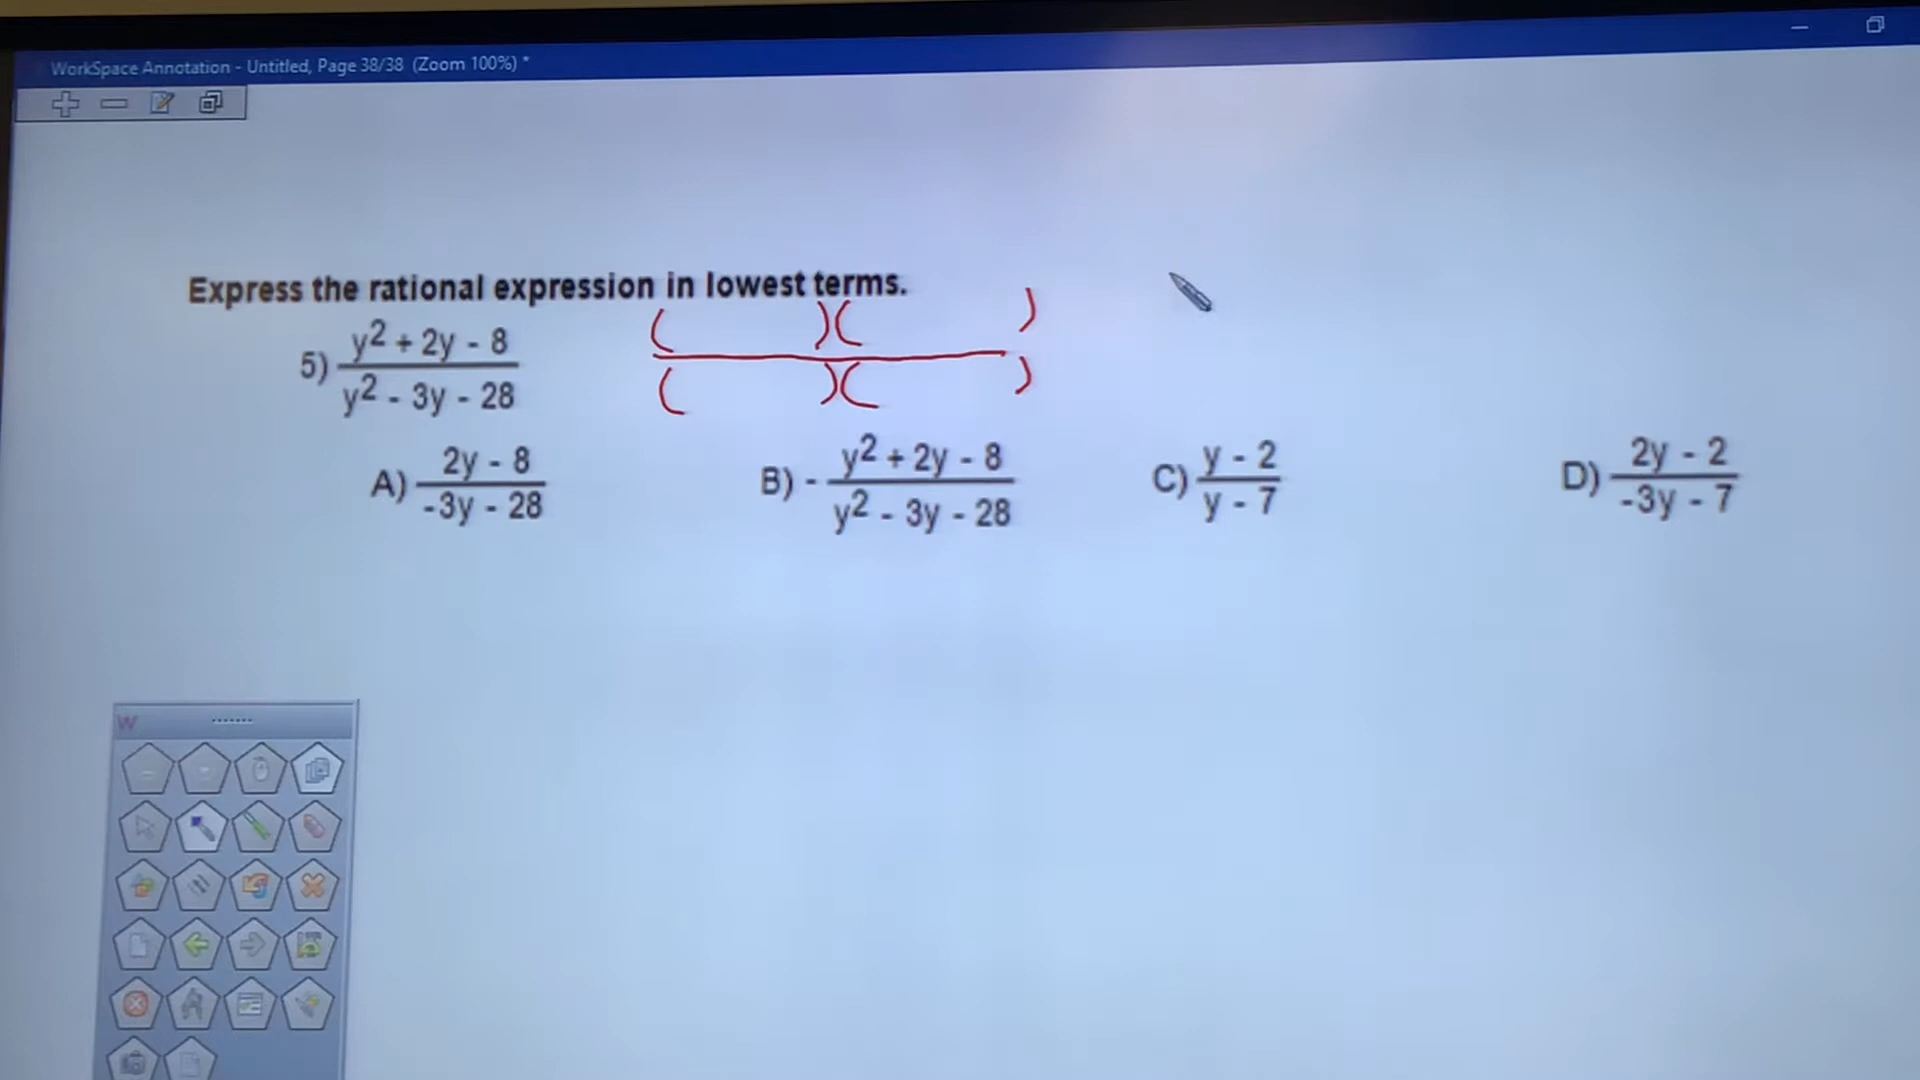 WorkSpace Annotation - Untitled, Page 38/38 (Zoom 100%) *
Express the rational expression in lowest terms.
5) y² + 2y - 8 / y² - 3y - 28
( )( )
( )( )
A) 2y - 8 / -3y - 28
B) - y² + 2y - 8 / y² - 3y - 28
C) y - 2 / y - 7
D) 2y - 2 / -3y - 7
W